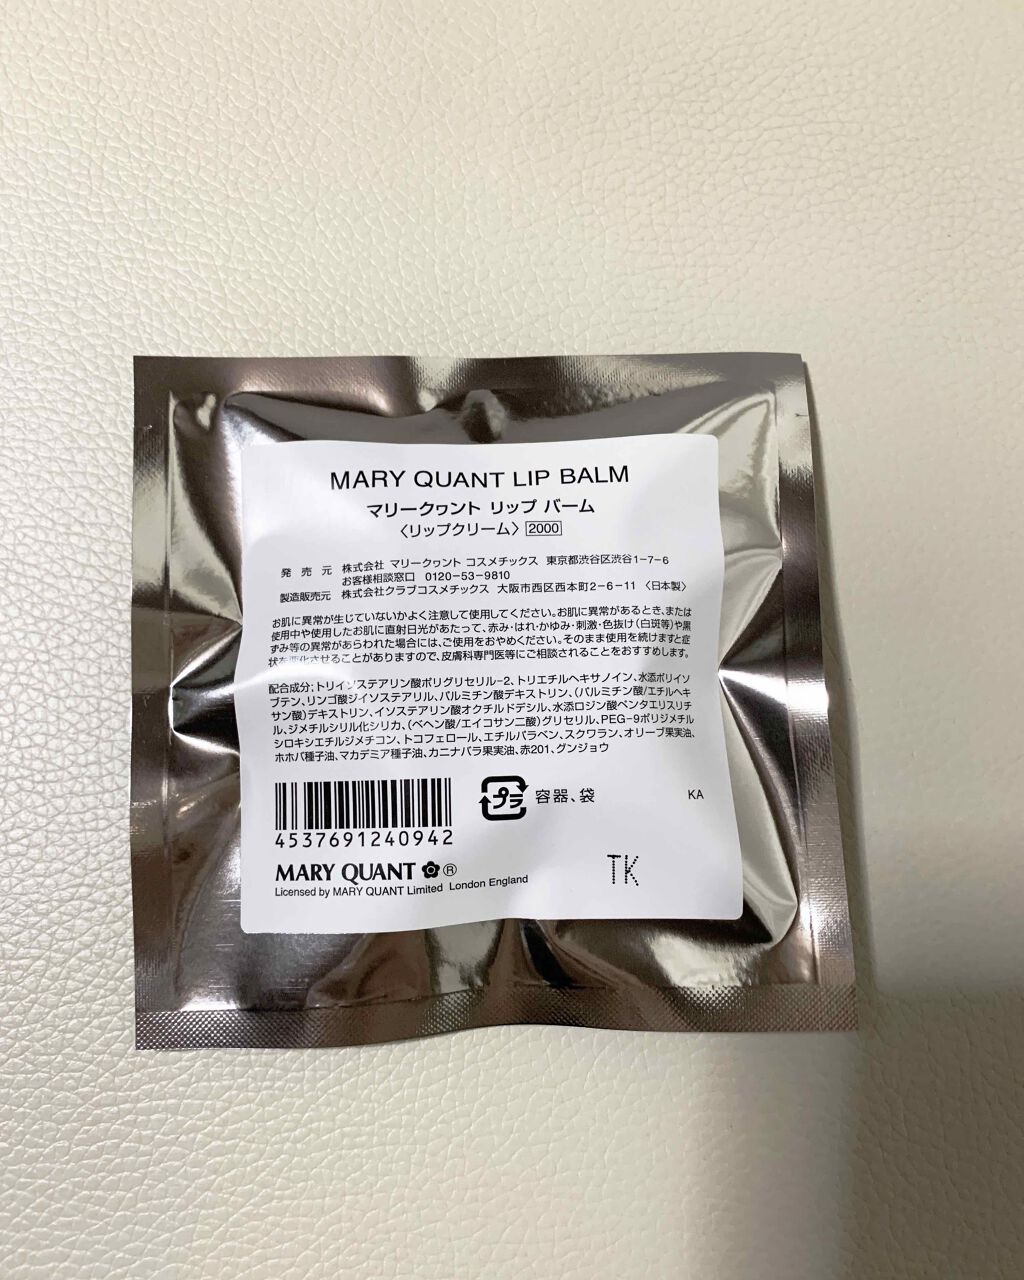 MARY QUANT LIP BALM
マリークヮント リップ バーム
〈リップクリーム〉 2000
発売元 株式会社 マリークヮント コスメチックス 東京都渋谷区渋谷1-7-6
お客様相談窓口 0120-53-9810
製造販売元 株式会社クラブコスメチックス 大阪市西区西本町2-6-11 〈日本製〉
お肌に異常が生じていないかよく注意して使用してください。お肌に異常があるとき、または
使用中や使用したお肌に直射日光があたって、赤み・はれ・かゆみ・刺激・色抜け(白斑等)や黒
ずみ等の異常があらわれた場合には、ご使用をおやめください。そのまま使用を続けますと症
状を悪化させることがありますので、皮膚科専門医等にご相談されることをおすすめします。
配合成分;トリイソステアリン酸ポリグリセリル-2、トリエチルヘキサノイン、水添ポリイソ
ブテン、リンゴ酸ジイソステアリル、パルミチン酸デキストリン、(パルミチン酸/エチルヘキ
サン酸)デキストリン、イソステアリン酸オクチルドデシル、水添ロジン酸ペンタエリスリチ
ル、ジメチルシリル化シリカ、(ベヘン酸/エイコサン二酸)グリセリル、PEG-9ポリジメチル
シロキシエチルジメチコン、トコフェロール、エチルパラベン、スクワラン、オリーブ果実油、
ホホバ種子油、マカデミア種子油、カニナバラ果実油、赤201、グンジョウ
プラ 容器、袋 KA
4537691240942
MARY QUANT ®
Licensed by MARY QUANT Limited London England
TK